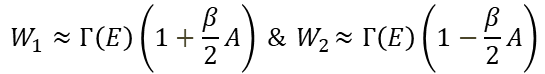 W₁ ≈ Γ(E) (1 + β/2 A) & W₂ ≈ Γ(E) (1 − β/2 A)